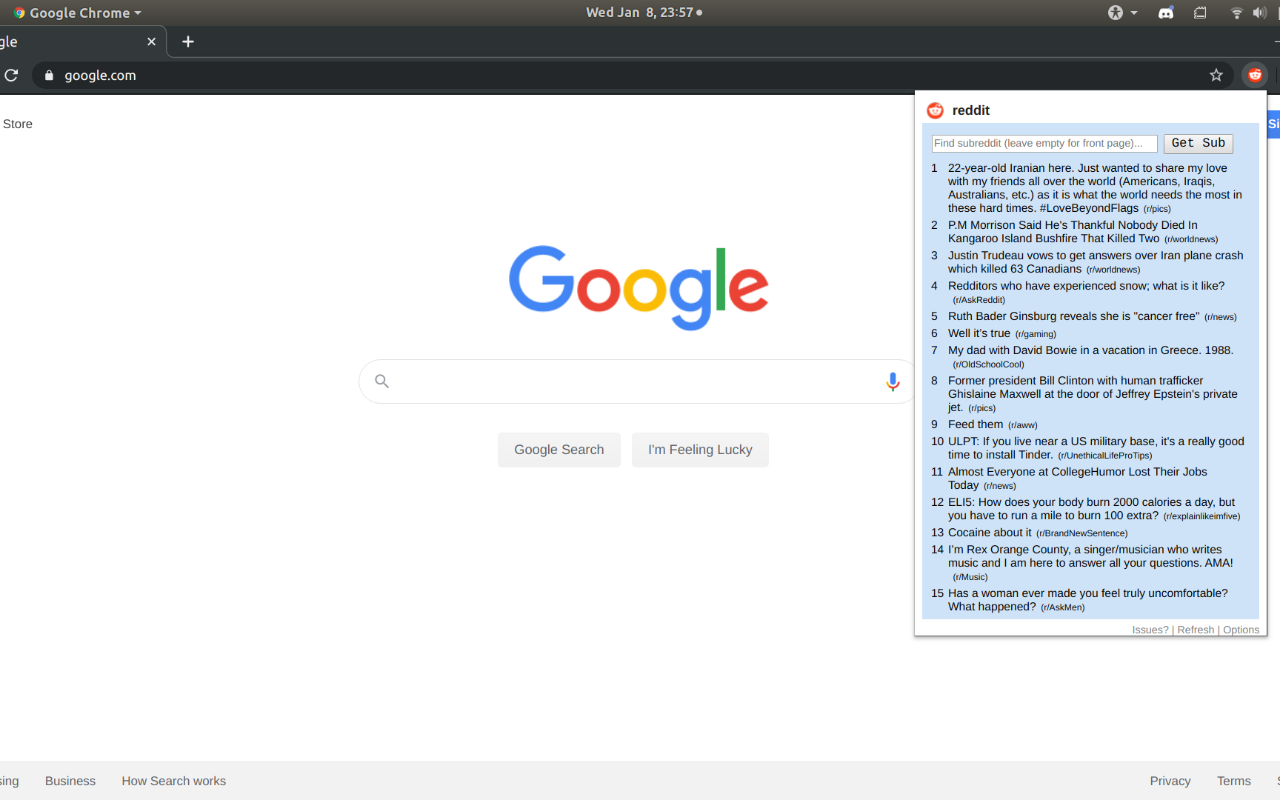 Google Chrome
Wed Jan 8, 23:57
gle
google.com
Store
Si
reddit
Find subreddit (leave empty for front page)...
Get Sub
1 22-year-old Iranian here. Just wanted to share my love
with my friends all over the world (Americans, Iraqis,
Australians, etc.) as it is what the world needs the most in
these hard times. #LoveBeyondFlags (r/pics)
2 P.M Morrison Said He's Thankful Nobody Died In
Kangaroo Island Bushfire That Killed Two (r/worldnews)
3 Justin Trudeau vows to get answers over Iran plane crash
which killed 63 Canadians (r/worldnews)
4 Redditors who have experienced snow; what is it like?
(r/AskReddit)
5 Ruth Bader Ginsburg reveals she is "cancer free" (r/news)
6 Well it's true (r/gaming)
7 My dad with David Bowie in a vacation in Greece. 1988.
(r/OldSchoolCool)
8 Former president Bill Clinton with human trafficker
Ghislaine Maxwell at the door of Jeffrey Epstein's private
jet. (r/pics)
9 Feed them (r/aww)
10 ULPT: If you live near a US military base, it's a really good
time to install Tinder. (r/UnethicalLifeProTips)
11 Almost Everyone at CollegeHumor Lost Their Jobs
Today (r/news)
12 ELI5: How does your body burn 2000 calories a day, but
you have to run a mile to burn 100 extra? (r/explainlikeimfive)
13 Cocaine about it (r/BrandNewSentence)
14 I'm Rex Orange County, a singer/musician who writes
music and I am here to answer all your questions. AMA!
(r/Music)
15 Has a woman ever made you feel truly uncomfortable?
What happened? (r/AskMen)
Issues? | Refresh | Options
Google
Google Search
I'm Feeling Lucky
sing
Business
How Search works
Privacy
Terms